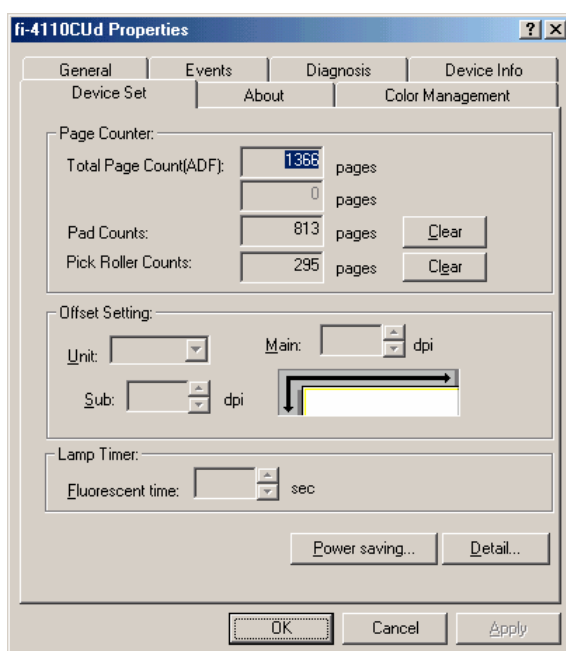 fi-4110CUd Properties
General Events Diagnosis Device Info
Device Set About Color Management
Page Counter:
Total Page Count(ADF): 1366 pages
0 pages
Pad Counts: 813 pages Clear
Pick Roller Counts: 295 pages Clear
Offset Setting:
Unit: Main: dpi
Sub: dpi
Lamp Timer:
Fluorescent time: sec
Power saving... Detail...
OK Cancel Apply